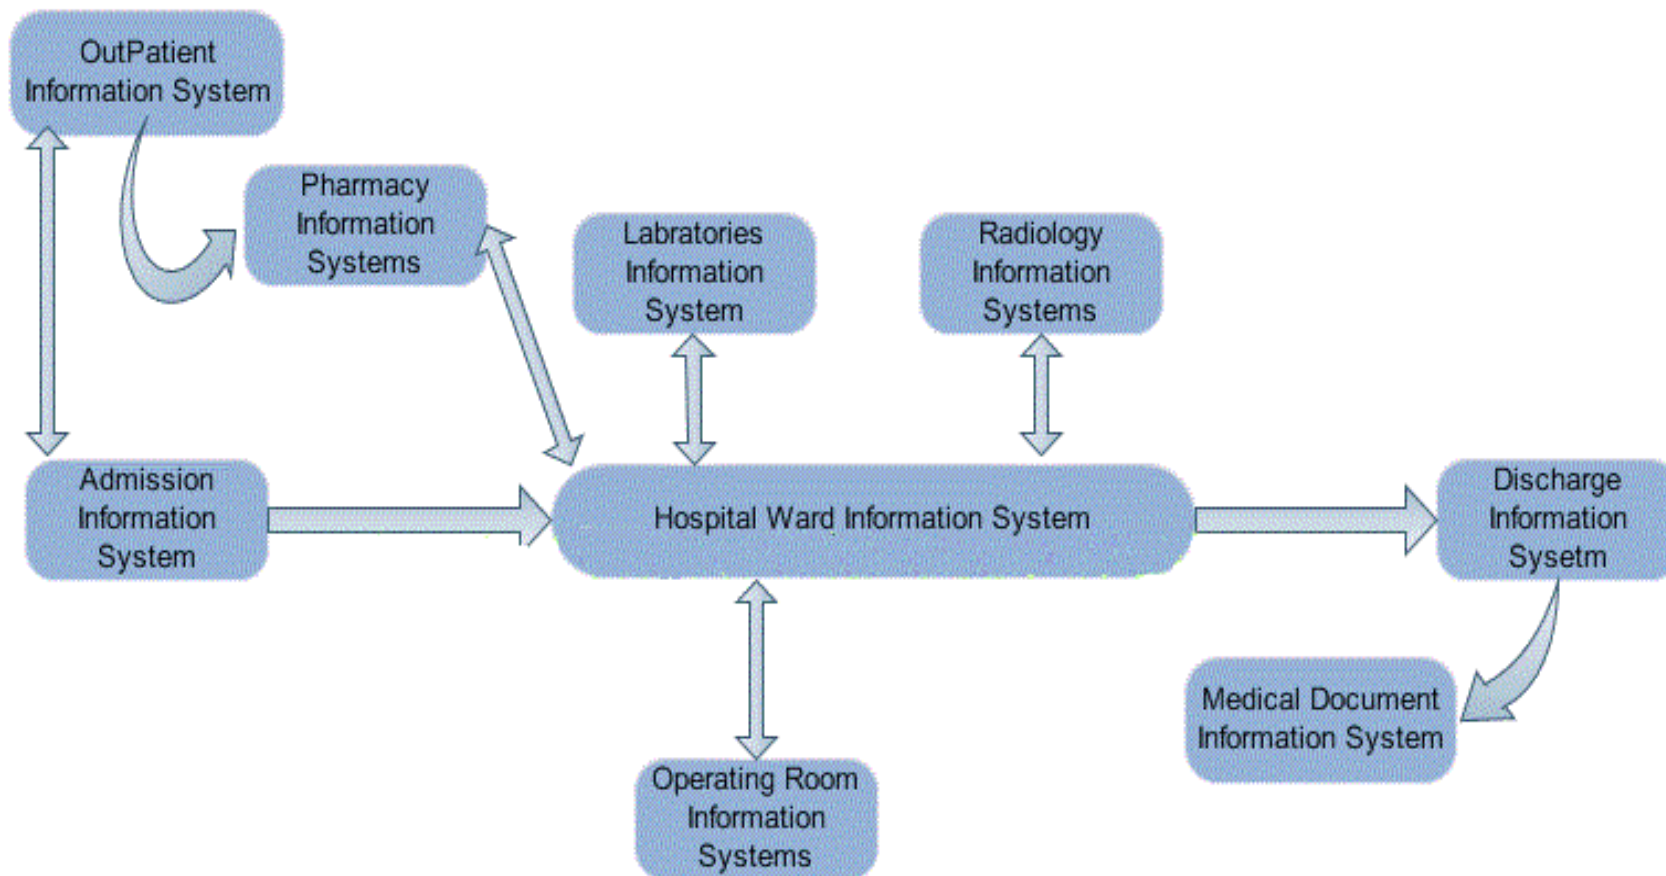 OutPatient
Information System
Pharmacy
Information
Systems
Labratories
Information
System
Radiology
Information
Systems
Admission
Information
System
Hospital Ward Information System
Discharge
Information
Sysetm
Medical Document
Information System
Operating Room
Information
Systems